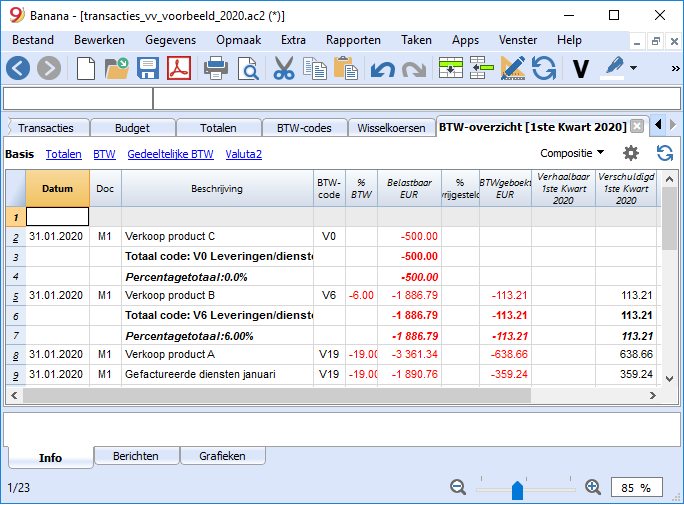 Banana - [transacties_vv_voorbeeld_2020.ac2 (*)]
Bestand Bewerken Gegevens Opmaak Extra Rapporten Taken Apps Venster Help
V
Transacties Budget Totalen BTW-codes Wisselkoersen BTW-overzicht [1ste Kwart 2020]
Basis Totalen BTW Gedeeltelijke BTW Valuta2 Compositie
Datum Doc Beschrijving BTW-code % BTW Belastbaar EUR % vrijgesteld BTWgeboekt EUR Verhaalbaar 1ste Kwart 2020 Verschuldigd 1ste Kwart 2020
1
2 31.01.2020 M1 Verkoop product C V0 -500.00
3 Totaal code: V0 Leveringen/dienste -500.00
4 Percentagetotaal:0.0% -500.00
5 31.01.2020 M1 Verkoop product B V6 -6.00 -1 886.79 -113.21 113.21
6 Totaal code: V6 Leveringen/dienste -1 886.79 -113.21 113.21
7 Percentagetotaal:6.00% -1 886.79 -113.21 113.21
8 31.01.2020 M1 Verkoop product A V19 -19.00 -3 361.34 -638.66 638.66
9 31.01.2020 M1 Gefactureerde diensten januari V19 -19.00 -1 890.76 -359.24 359.24
Info Berichten Grafieken
1/23 85 %